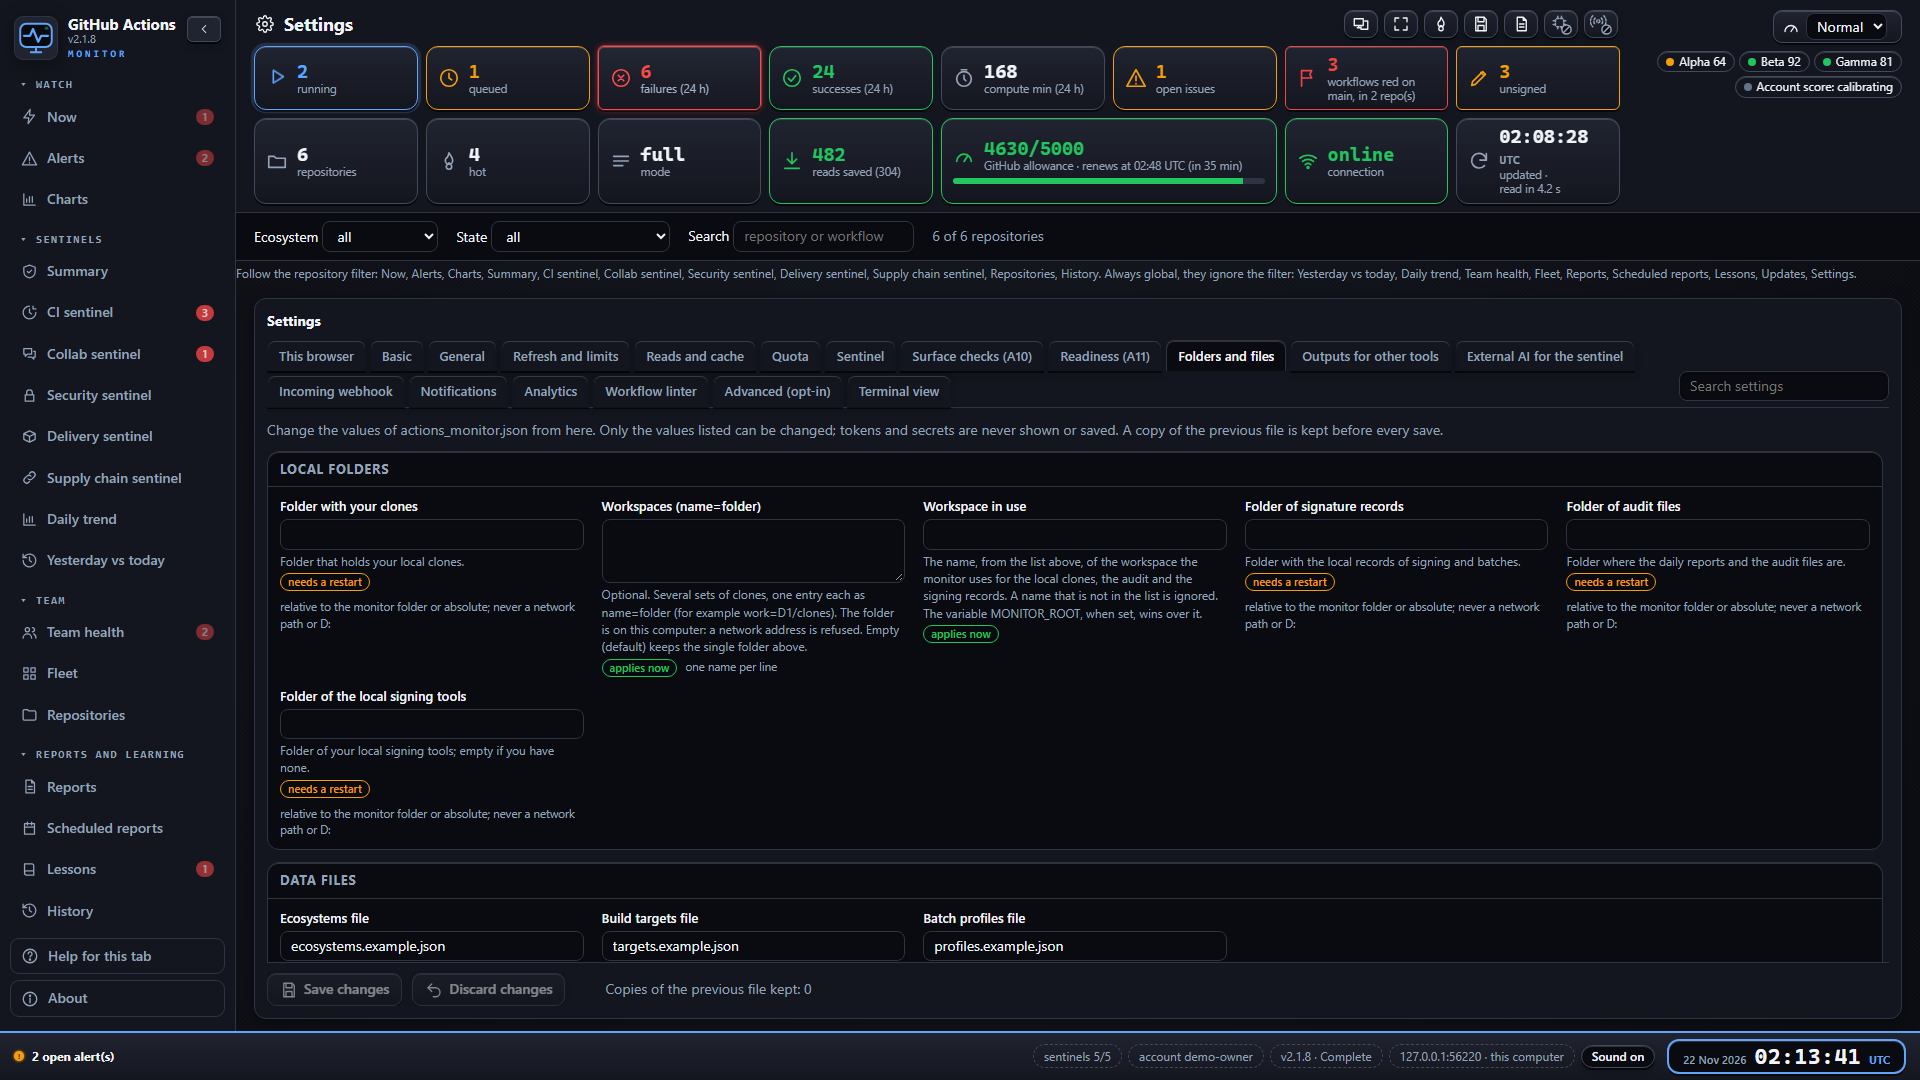 GitHub Actions
v2.1.8
MONITOR
WATCH
Now 1
Alerts 2
Charts
SENTINELS
Summary
CI sentinel 3
Collab sentinel 1
Security sentinel
Delivery sentinel
Supply chain sentinel
Daily trend
Yesterday vs today
TEAM
Team health 2
Fleet
Repositories
REPORTS AND LEARNING
Reports
Scheduled reports
Lessons 1
History
Help for this tab
About
Settings
Normal
Alpha 64
Beta 92
Gamma 81
Account score: calibrating
2
running
1
queued
6
failures (24 h)
24
successes (24 h)
168
compute min (24 h)
1
open issues
3
workflows red on
main, in 2 repo(s)
3
unsigned
6
repositories
4
hot
full
mode
482
reads saved (304)
4630/5000
GitHub allowance · renews at 02:48 UTC (in 35 min)
online
connection
02:08:28
UTC
updated ·
read in 4.2 s
Ecosystem all State all Search repository or workflow 6 of 6 repositories
Follow the repository filter: Now, Alerts, Charts, Summary, CI sentinel, Collab sentinel, Security sentinel, Delivery sentinel, Supply chain sentinel, Repositories, History. Always global, they ignore the filter: Yesterday vs today, Daily trend, Team health, Fleet, Reports, Scheduled reports, Lessons, Updates, Settings.
Settings
This browser Basic General Refresh and limits Reads and cache Quota Sentinel Surface checks (A10) Readiness (A11) Folders and files Outputs for other tools External AI for the sentinel
Incoming webhook Notifications Analytics Workflow linter Advanced (opt-in) Terminal view
Search settings
Change the values of actions_monitor.json from here. Only the values listed can be changed; tokens and secrets are never shown or saved. A copy of the previous file is kept before every save.
LOCAL FOLDERS
Folder with your clones
Folder that holds your local clones.
needs a restart
relative to the monitor folder or absolute; never a network
path or D:
Workspaces (name=folder)
Optional. Several sets of clones, one entry each as
name=folder (for example work=D1/clones). The folder
is on this computer: a network address is refused. Empty
(default) keeps the single folder above.
applies now one name per line
Workspace in use
The name, from the list above, of the workspace the
monitor uses for the local clones, the audit and the
signing records. A name that is not in the list is ignored.
The variable MONITOR_ROOT, when set, wins over it.
applies now
Folder of signature records
Folder with the local records of signing and batches.
needs a restart
relative to the monitor folder or absolute; never a network
path or D:
Folder of audit files
Folder where the daily reports and the audit files are.
needs a restart
relative to the monitor folder or absolute; never a network
path or D:
Folder of the local signing tools
Folder of your local signing tools; empty if you have
none.
needs a restart
relative to the monitor folder or absolute; never a network
path or D:
DATA FILES
Ecosystems file
ecosystems.example.json
Build targets file
targets.example.json
Batch profiles file
profiles.example.json
Save changes
Discard changes
Copies of the previous file kept: 0
2 open alert(s)
sentinels 5/5
account demo-owner
v2.1.8 · Complete
127.0.0.1:56220 · this computer
Sound on
22 Nov 2026 02:13:41 UTC